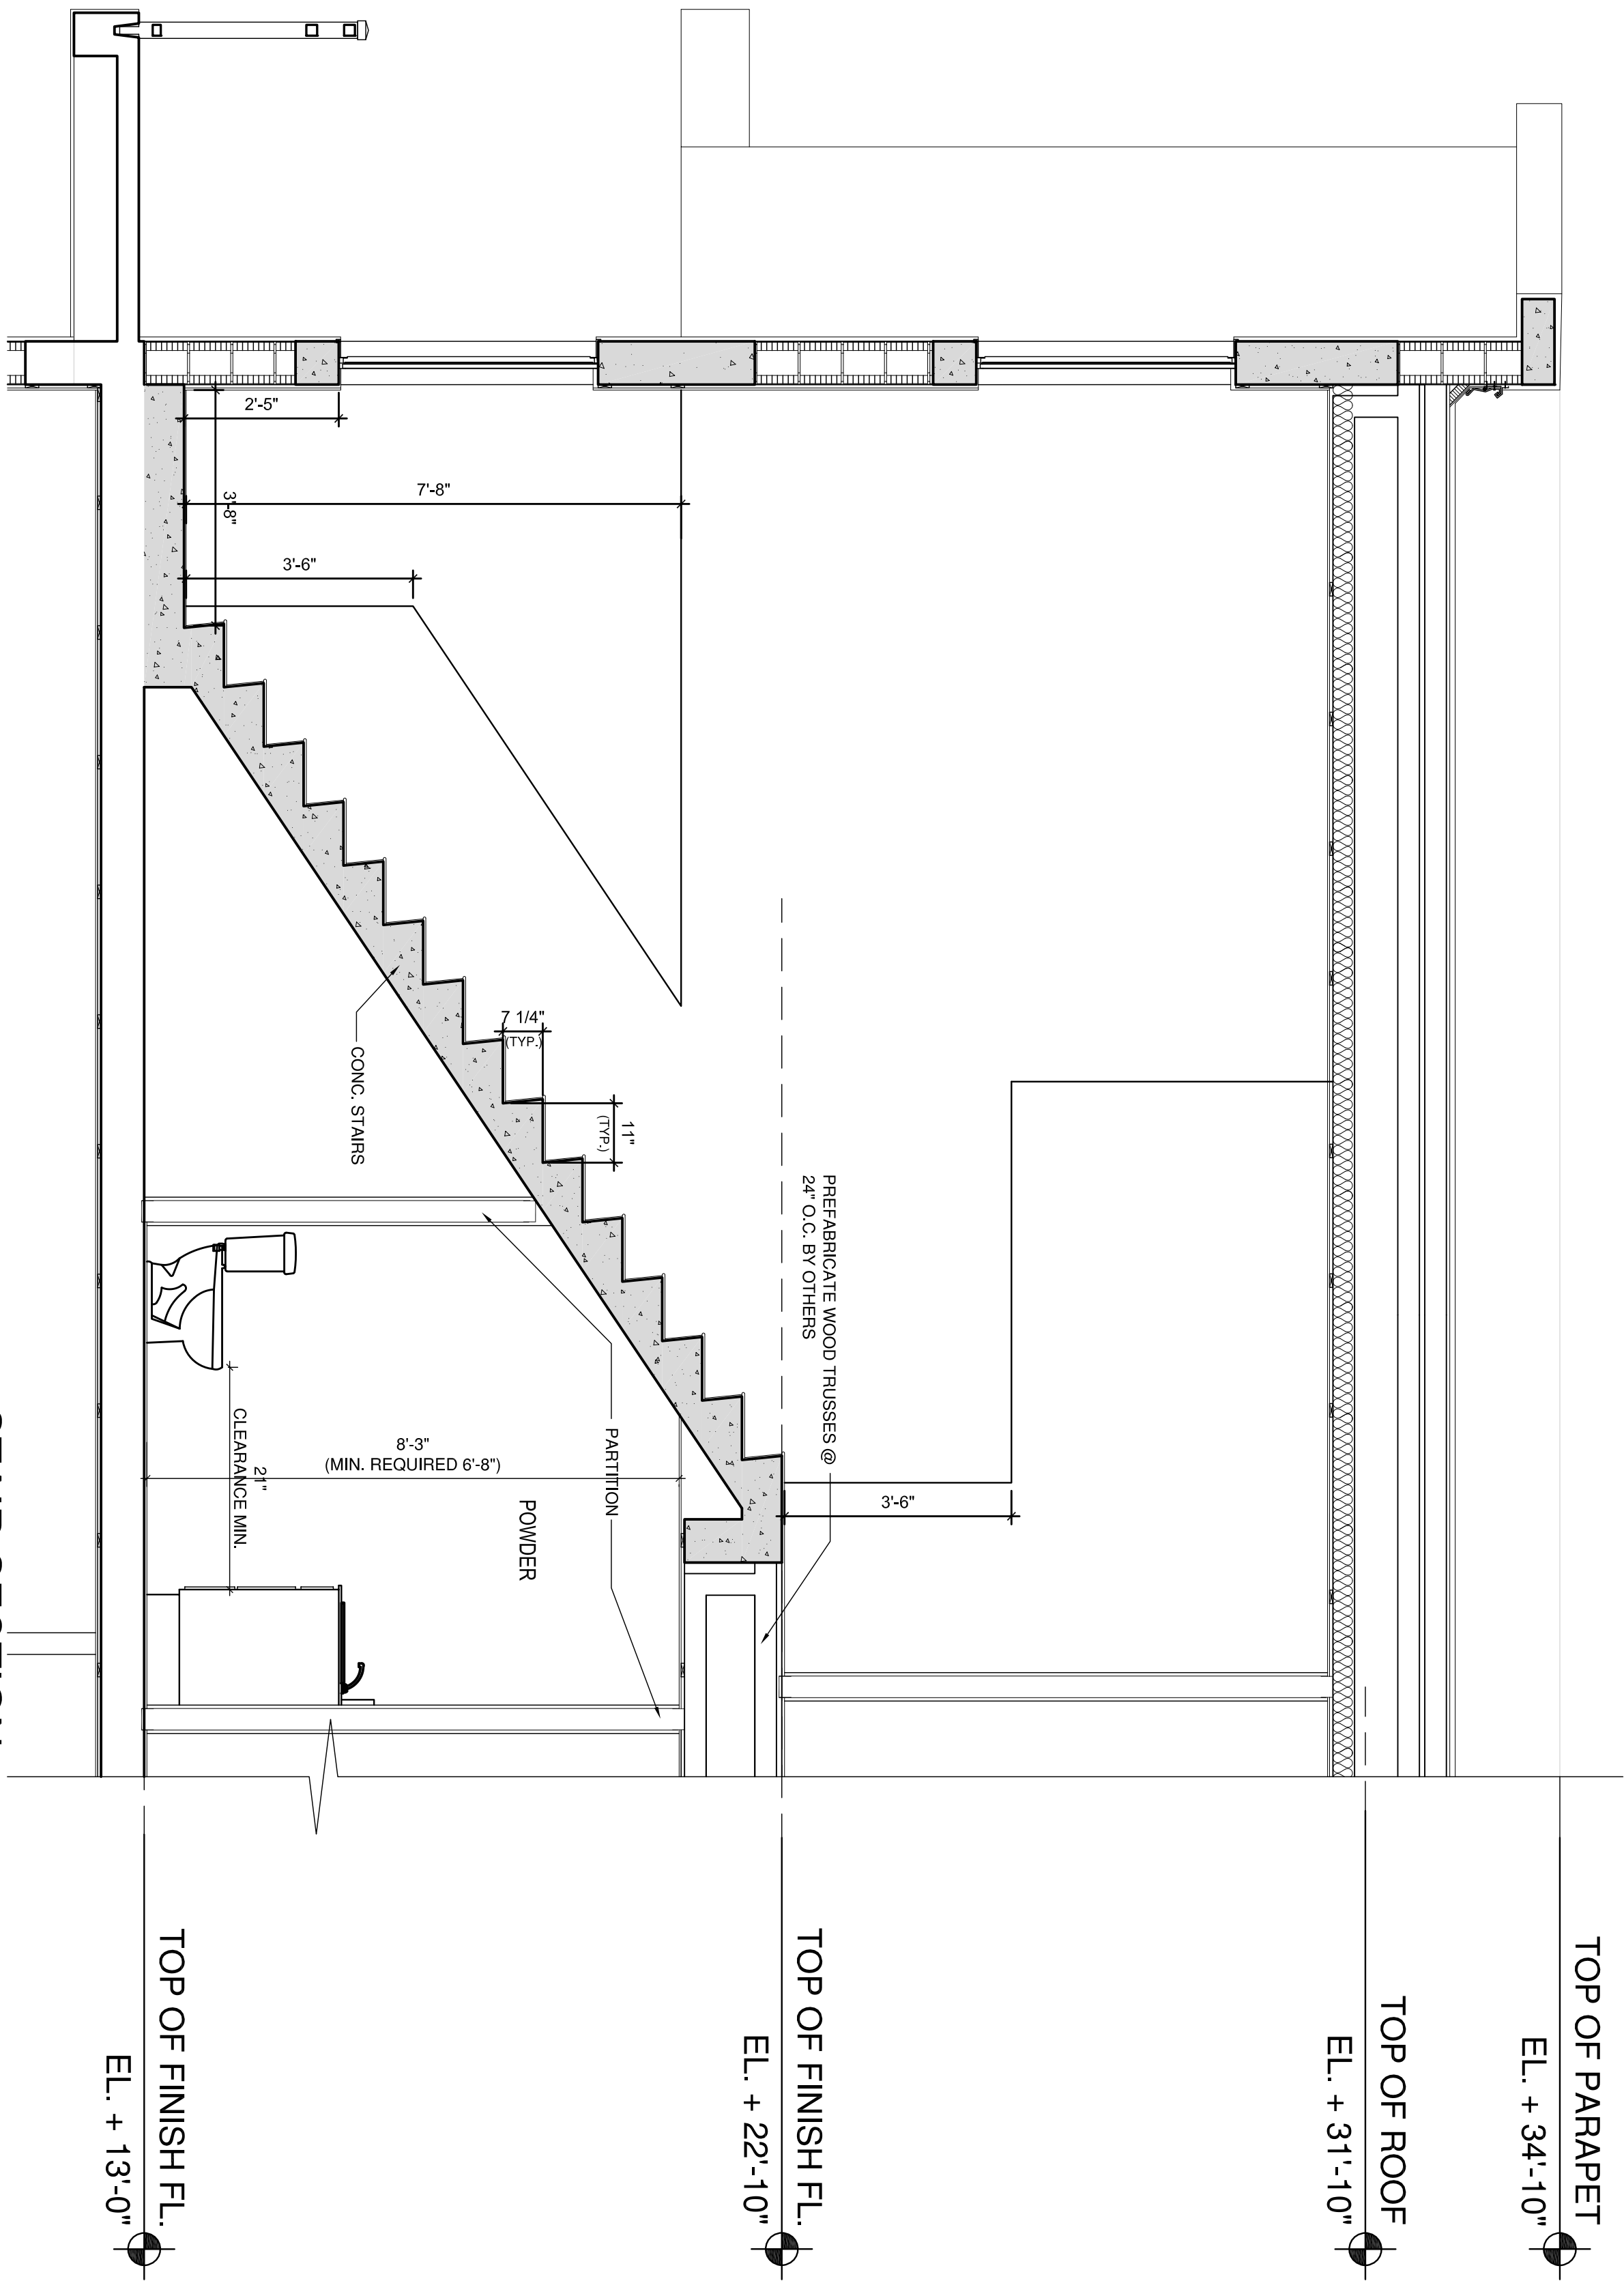 TOP OF PARAPET
EL. + 34'-10"
TOP OF ROOF
EL. + 31'-10"
TOP OF FINISH FL.
EL. + 22'-10"
TOP OF FINISH FL.
EL. + 13'-0"
2'-5"
3'-8"
7'-8"
3'-6"
CONC. STAIRS
7 1/4"
(TYP.)
11"
(TYP.)
PREFABRICATE WOOD TRUSSES @
24" O.C. BY OTHERS
3'-6"
PARTITION
POWDER
8'-3"
(MIN. REQUIRED 6'-8")
21"
CLEARANCE MIN.